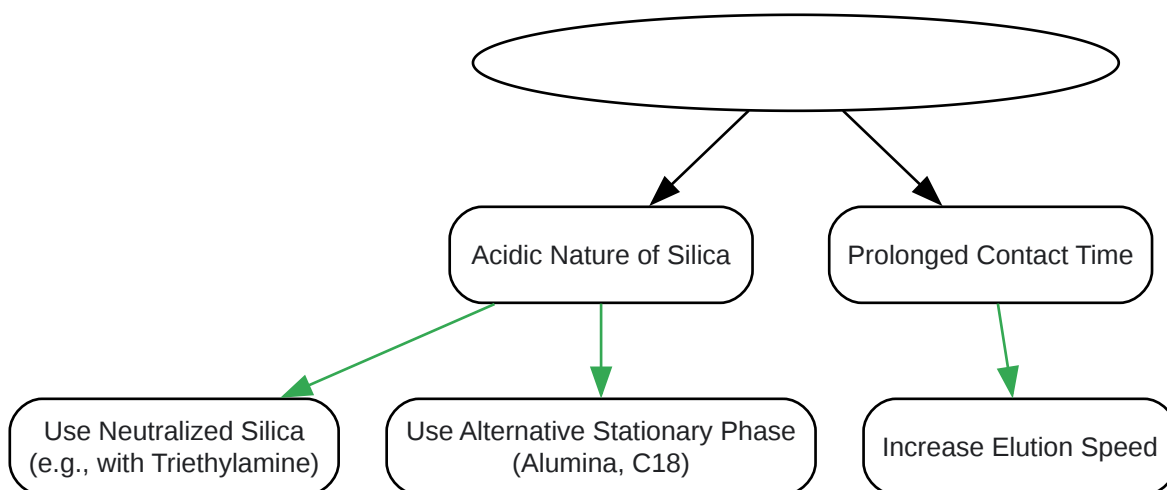 Acidic Nature of Silica
Prolonged Contact Time
Use Neutralized Silica
(e.g., with Triethylamine)
Use Alternative Stationary Phase
(Alumina, C18)
Increase Elution Speed